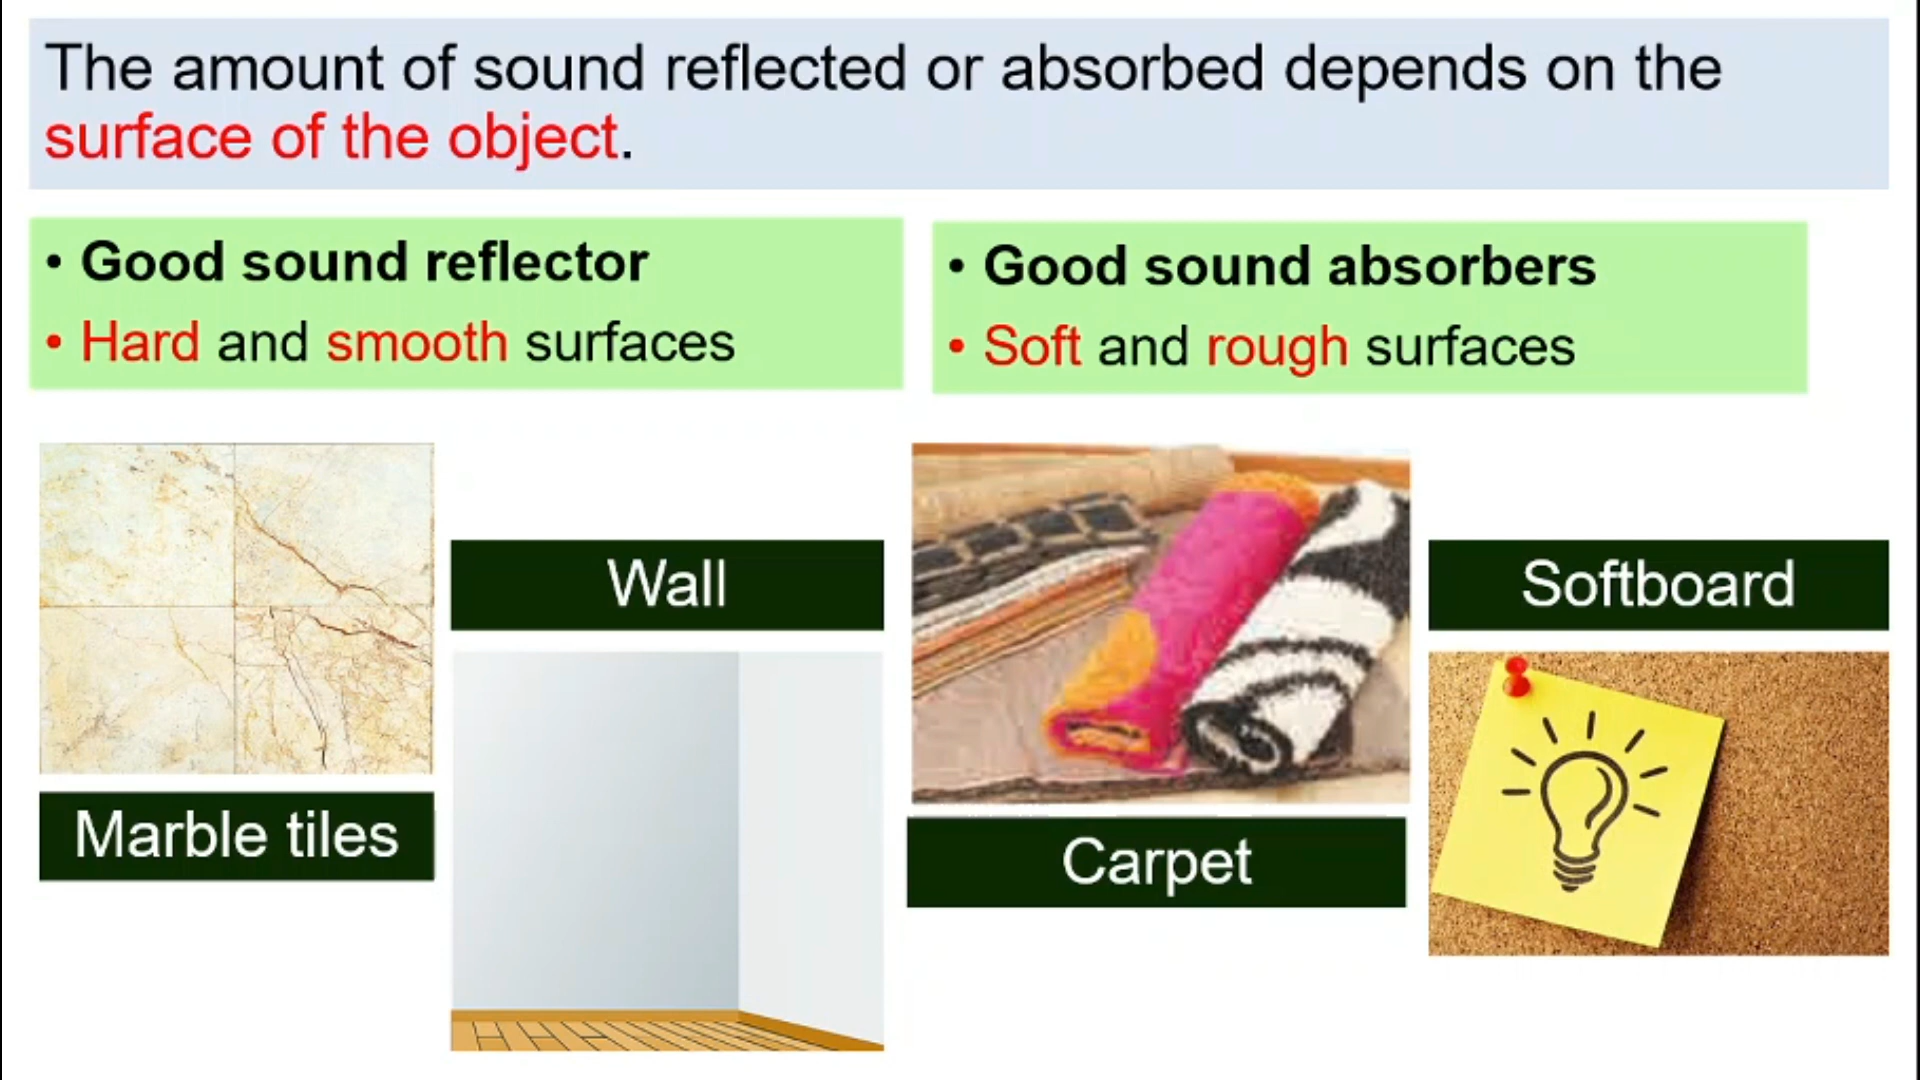 The amount of sound reflected or absorbed depends on the
surface of the object.
• Good sound reflector
• Hard and smooth surfaces
• Good sound absorbers
• Soft and rough surfaces
Marble tiles
Wall
Carpet
Softboard